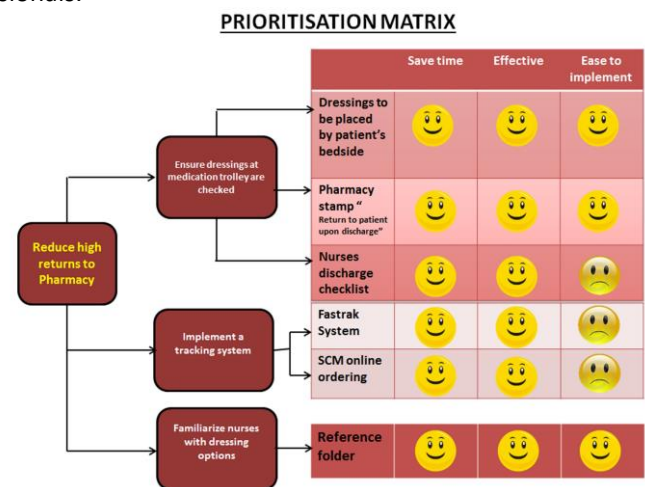 PRIORITISATION MATRIX
Save time
Effective
Ease to
implement
Dressings to
be placed
by patient's
bedside
Ensure dressings at
medication trolley are
checked
Pharmacy
stamp "
Return to patient
upon discharge"
Reduce high
returns to
Pharmacy
Nurses
discharge
checklist
Implement a
tracking system
Fastrak
System
SCM online
ordering
Familiarize nurses
with dressing
options
Reference
folder